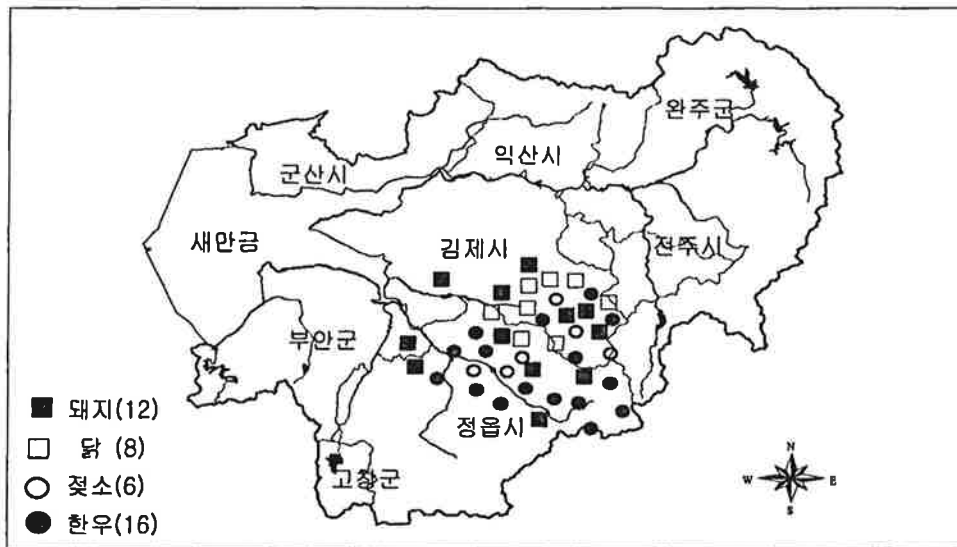 완주군
익산시
군산시
전주시
새만금
김제시
부안군
정읍시
고창군
돼지(12)
닭 (8)
젖소(6)
한우(16)
N
W E
S